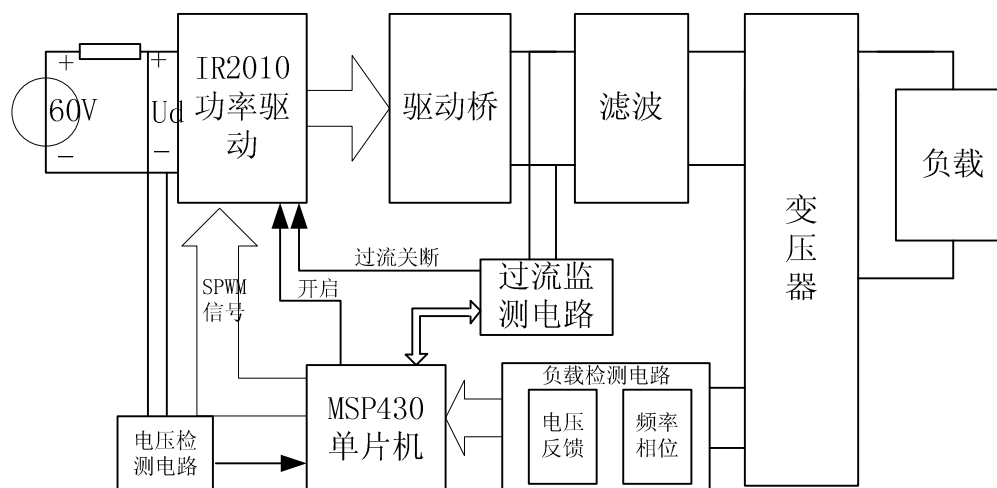 +
60V
−
+
Ud
−
IR2010
功率驱
动
驱动桥
滤波
变
压
器
负载
过流关断
开启
SPWM
信号
过流监
测电路
MSP430
单片机
负载检测电路
电压
反馈
频率
相位
电压检
测电路